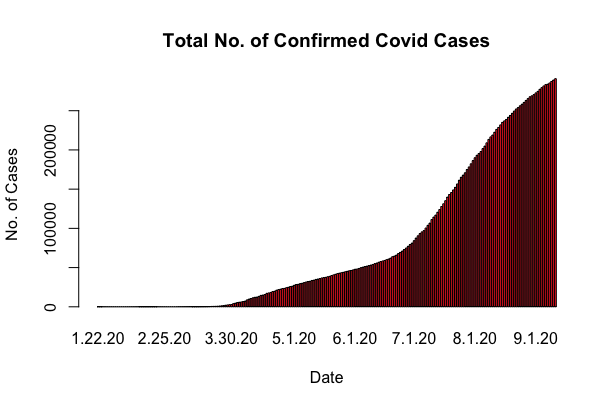 Total No. of Confirmed Covid Cases
No. of Cases
200000
100000
0
1.22.20 2.25.20 3.30.20 5.1.20 6.1.20 7.1.20 8.1.20 9.1.20
Date